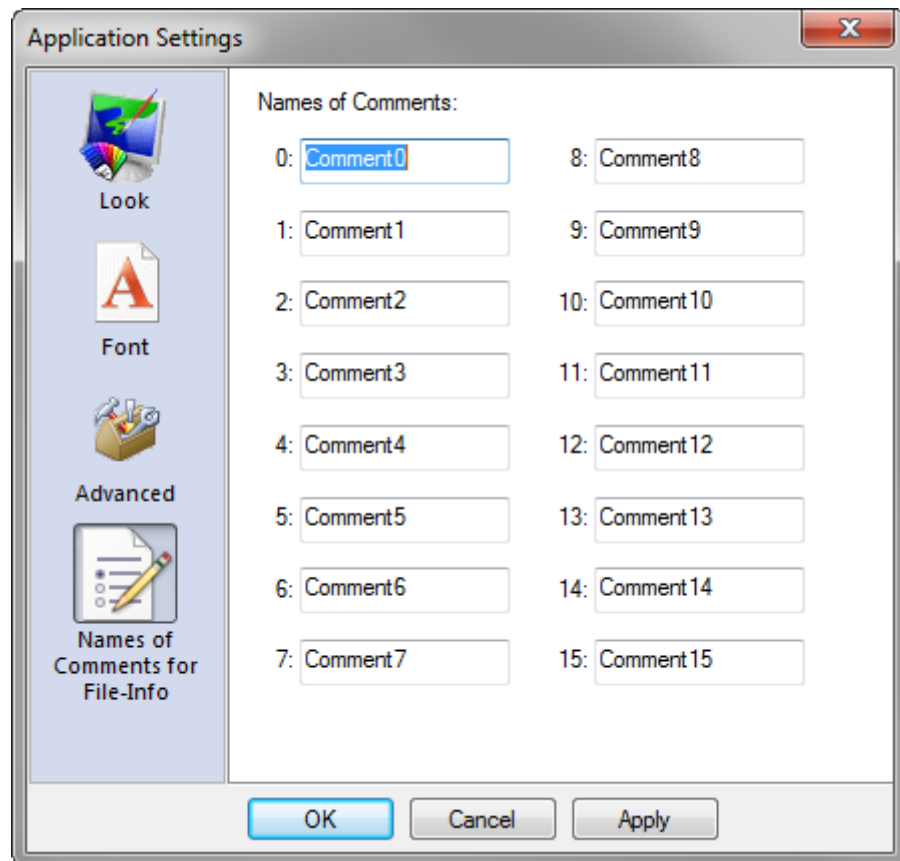 Application Settings
Look
Font
Advanced
Names of
Comments for
File-Info
Names of Comments:
0: Comment0
1: Comment1
2: Comment2
3: Comment3
4: Comment4
5: Comment5
6: Comment6
7: Comment7
8: Comment8
9: Comment9
10: Comment10
11: Comment11
12: Comment12
13: Comment13
14: Comment14
15: Comment15
OK
Cancel
Apply